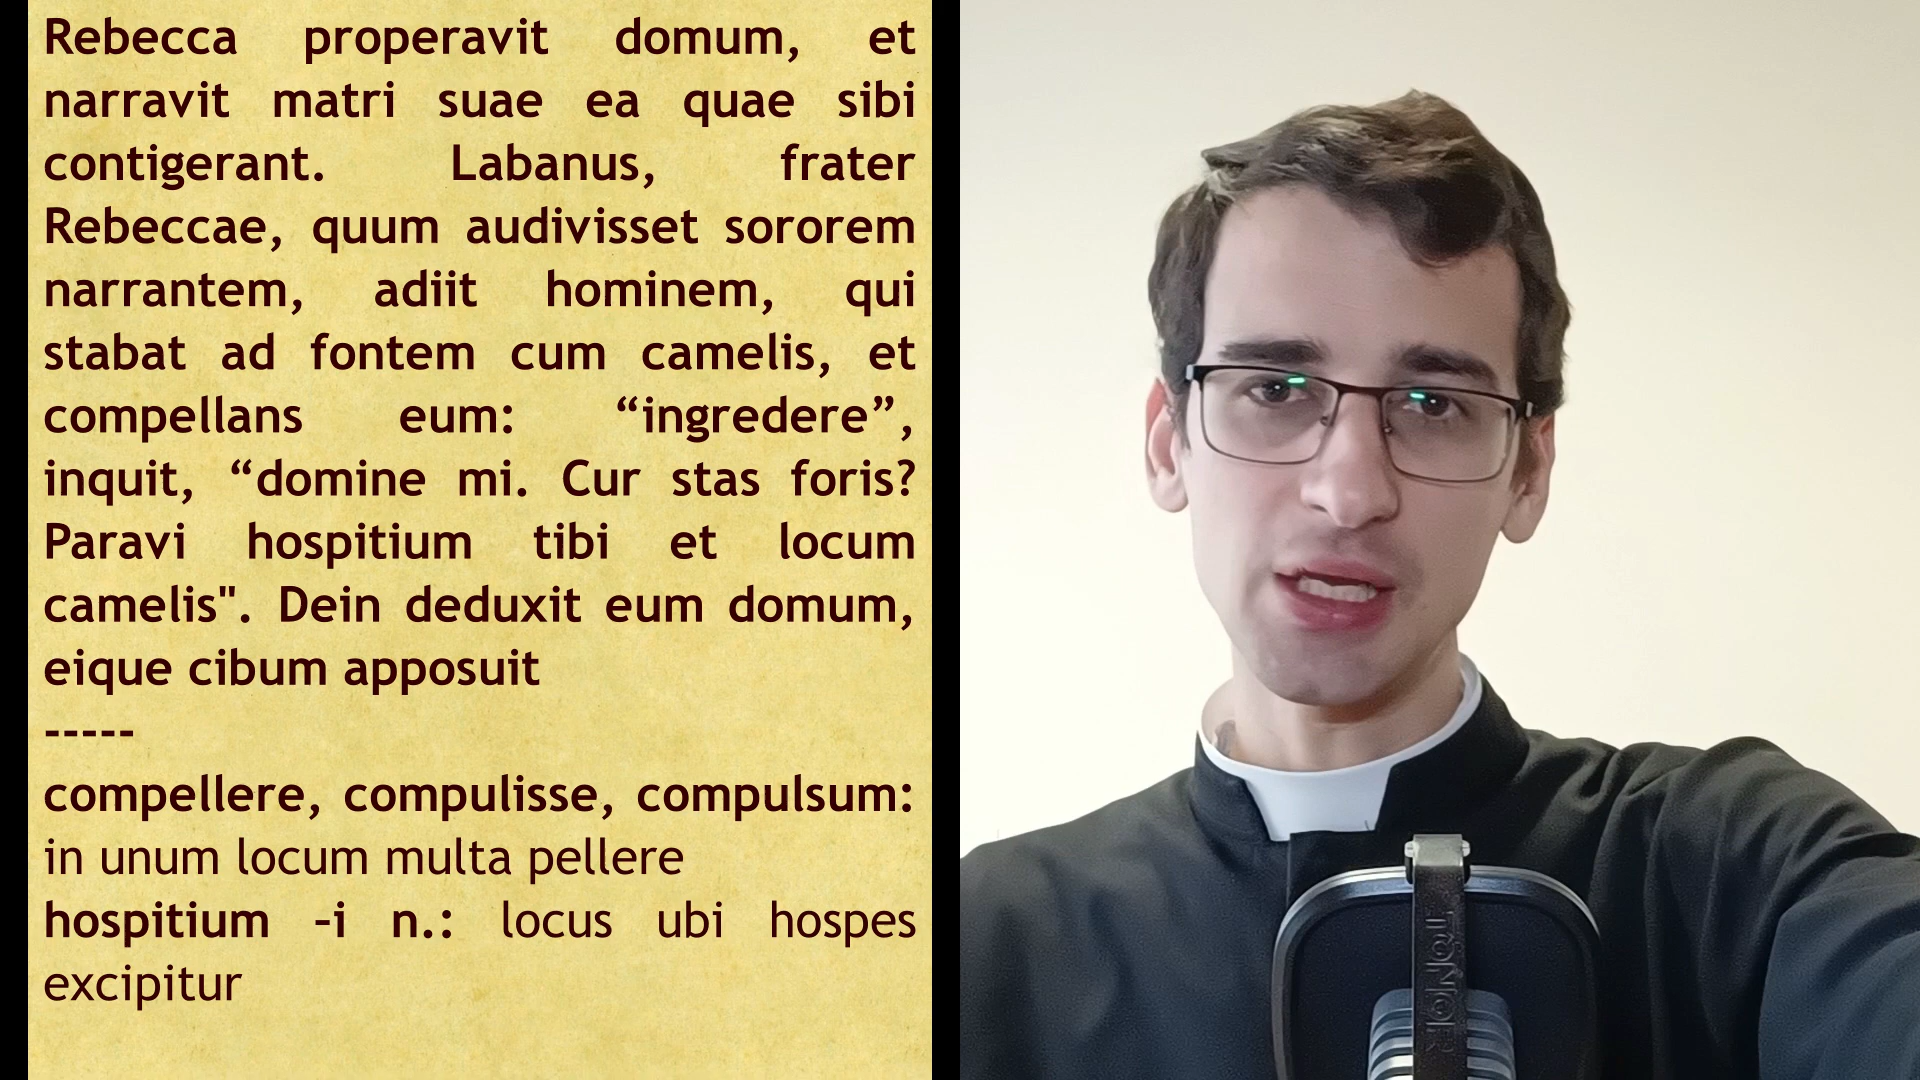 Rebecca properavit domum, et
narravit matri suae ea quae sibi
contigerant. Labanus, frater
Rebeccae, quum audivisset sororem
narrantem, adiit hominem, qui
stabat ad fontem cum camelis, et
compellans eum: “ingredere”,
inquit, “domine mi. Cur stas foris?
Paravi hospitium tibi et locum
camelis". Dein deduxit eum domum,
eique cibum apposuit
-----
compellere, compulisse, compulsum:
in unum locum multa pellere
hospitium –i n.: locus ubi hospes
excipitur
TONOR